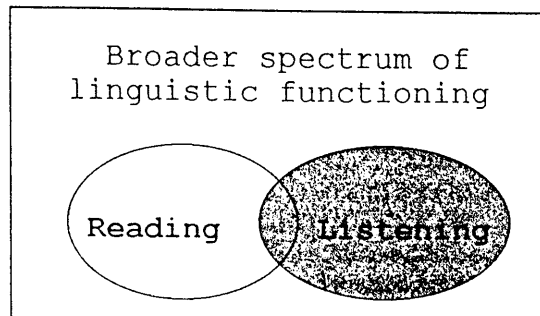 Broader spectrum of
linguistic functioning
Reading
Listening